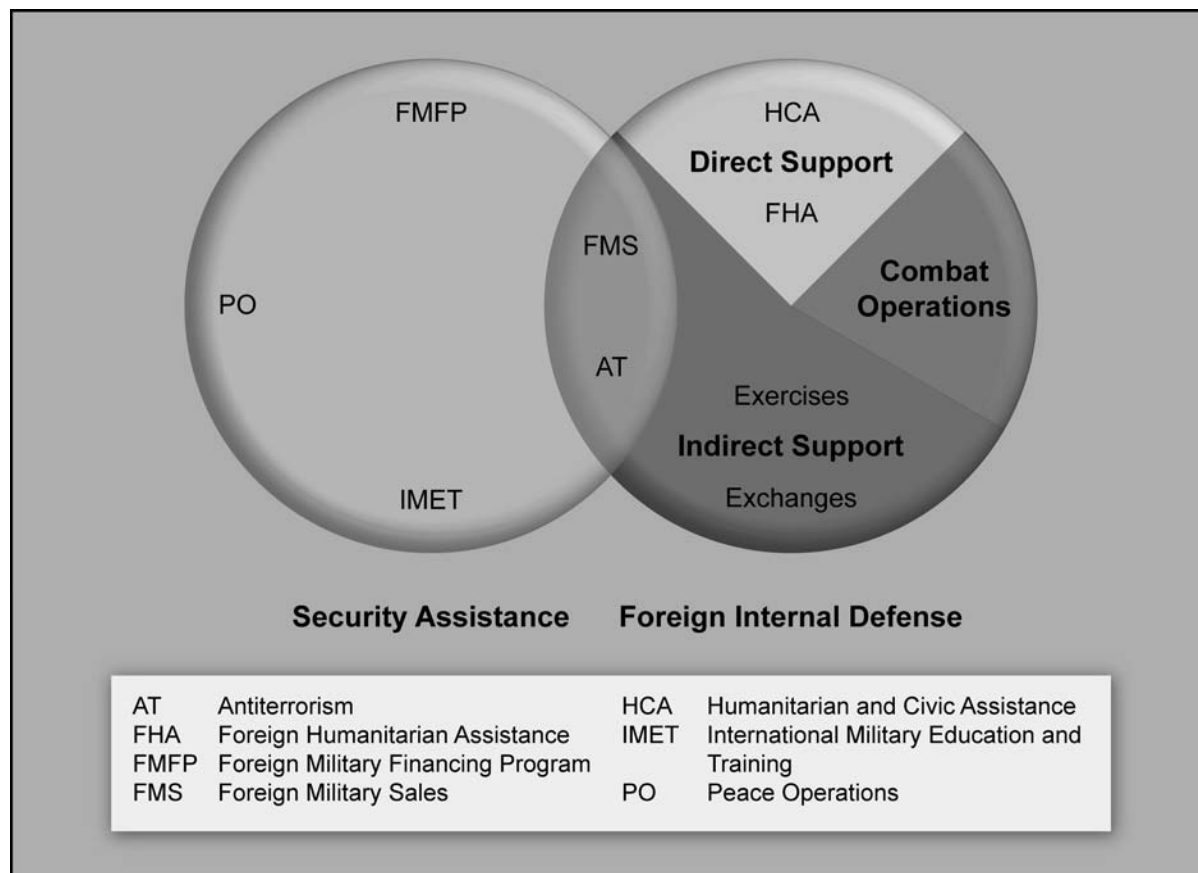 FMFP
HCA
Direct Support
FHA
FMS
Combat
Operations
PO
AT
Exercises
Indirect Support
Exchanges
IMET
Security Assistance
Foreign Internal Defense
AT Antiterrorism
FHA Foreign Humanitarian Assistance
FMFP Foreign Military Financing Program
FMS Foreign Military Sales
HCA Humanitarian and Civic Assistance
IMET International Military Education and
Training
PO Peace Operations